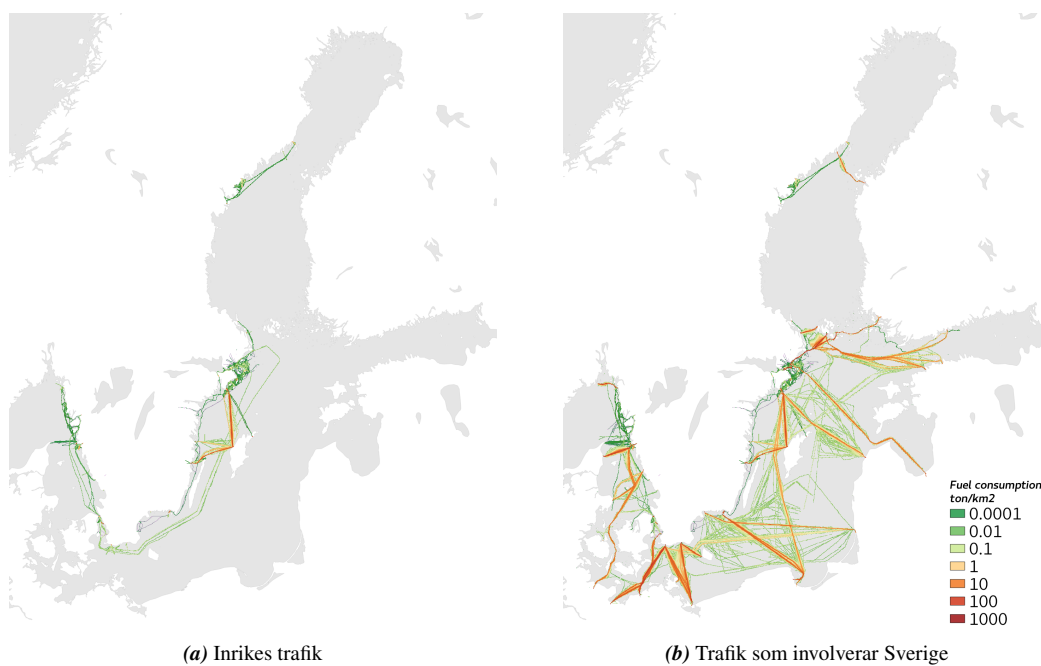 Fuel consumption
ton/km2
0.0001
0.01
0.1
1
10
100
1000
(a) Inrikes trafik
(b) Trafik som involverar Sverige